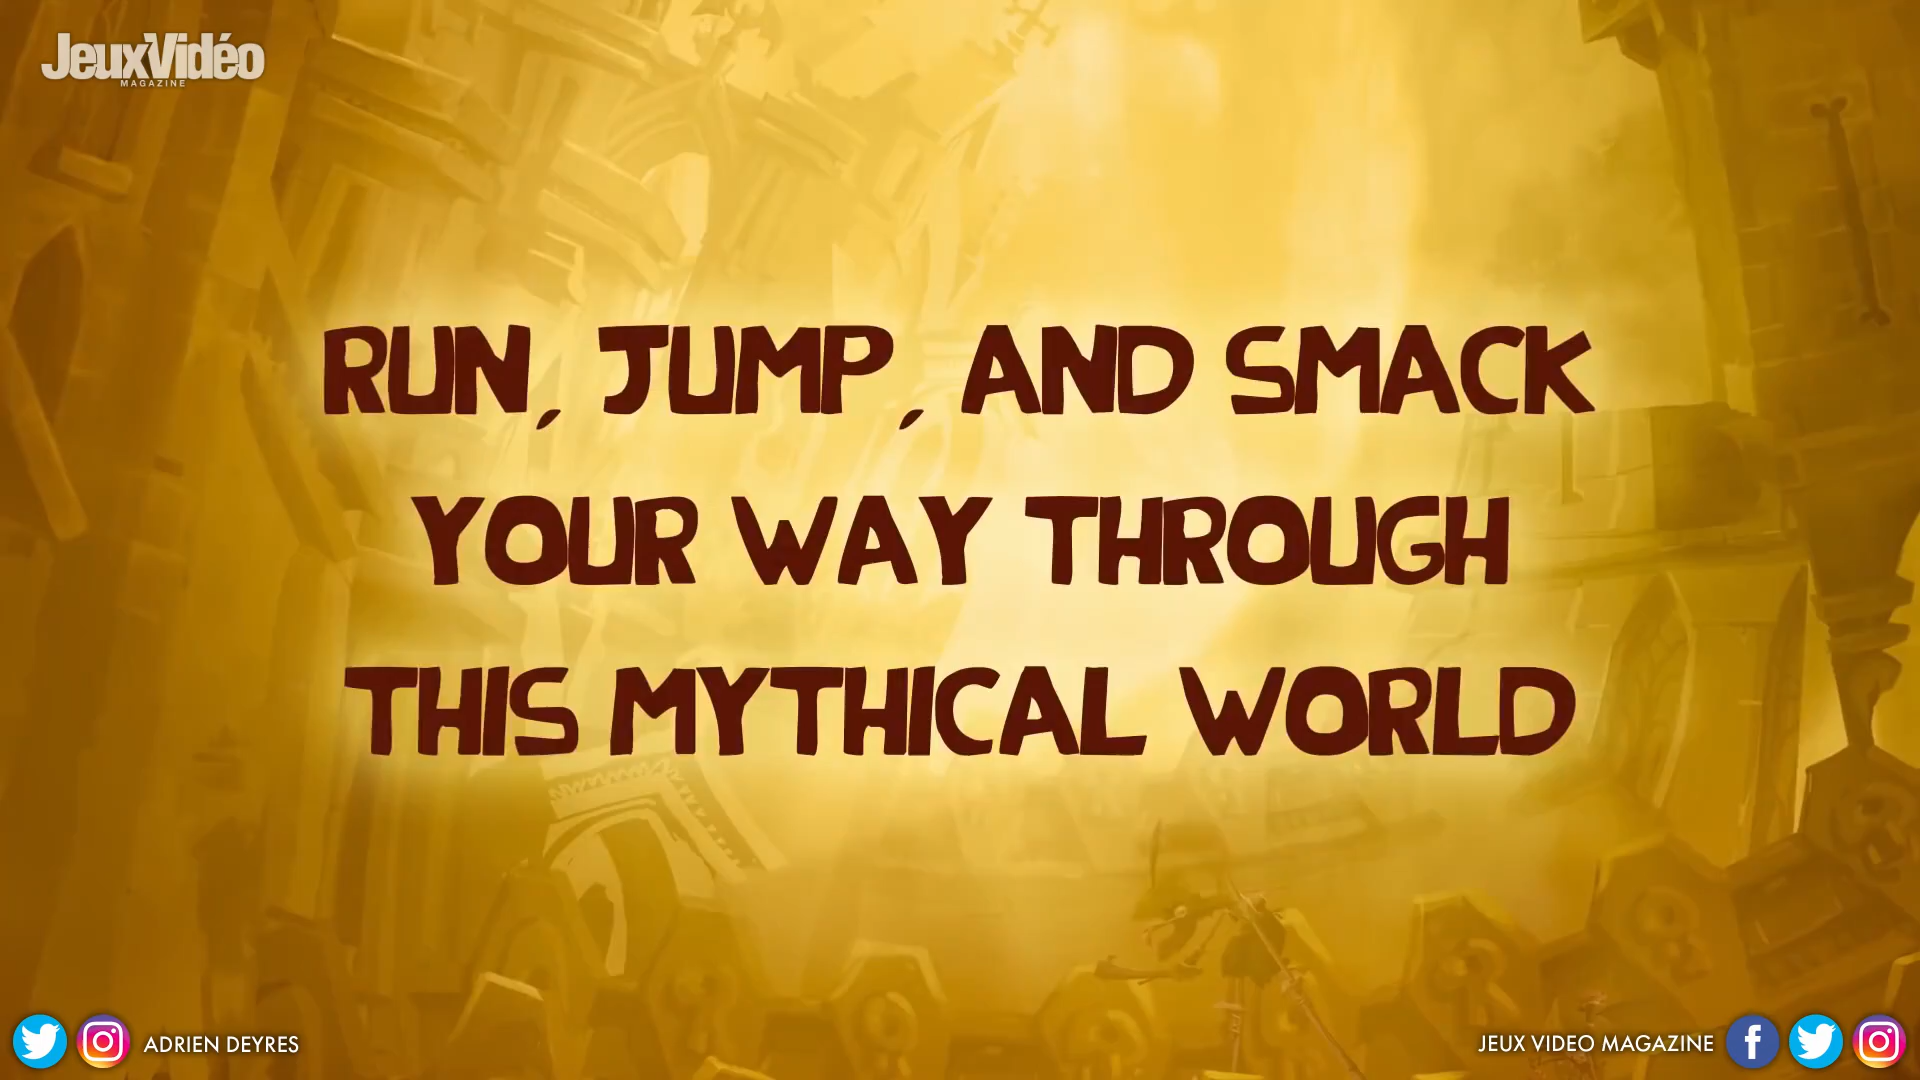 JeuxVidéo
MAGAZINE
RUN, JUMP, AND SMACK
YOUR WAY THROUGH
THIS MYTHICAL WORLD
ADRIEN DEYRES
JEUX VIDEO MAGAZINE